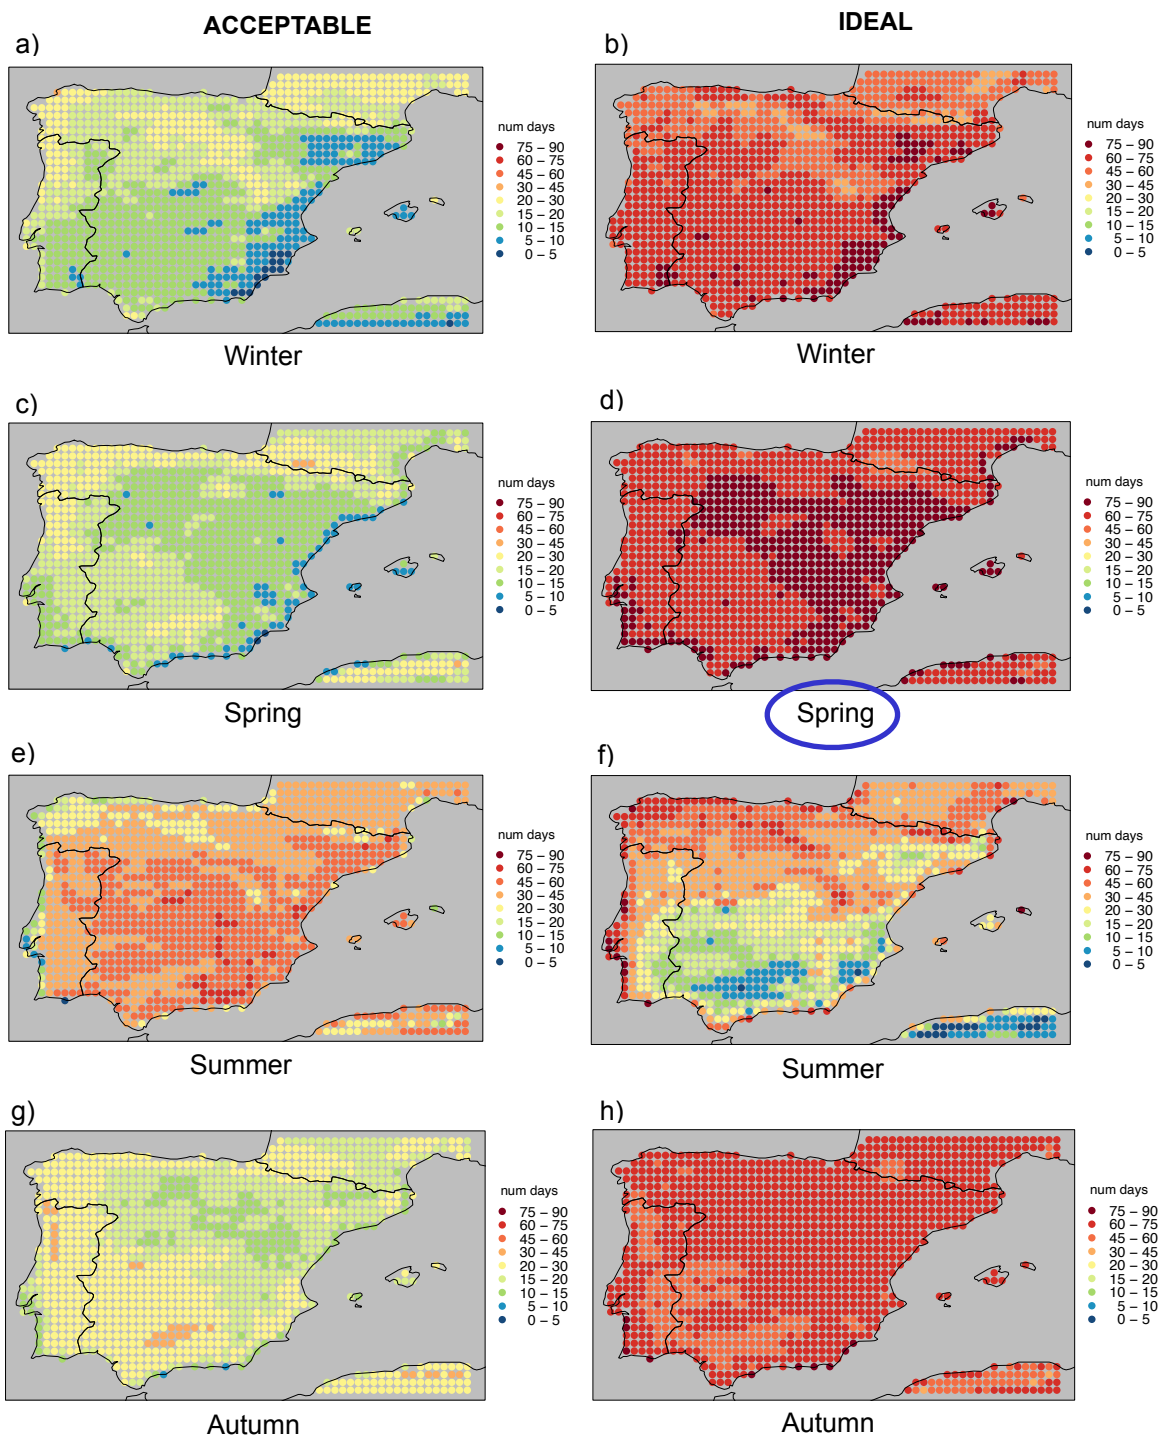 ACCEPTABLE
IDEAL
a)
num days
75 – 90
60 – 75
45 – 60
30 – 45
20 – 30
15 – 20
10 – 15
5 – 10
0 – 5
Winter
b)
num days
75 – 90
60 – 75
45 – 60
30 – 45
20 – 30
15 – 20
10 – 15
5 – 10
0 – 5
Winter
c)
num days
75 – 90
60 – 75
45 – 60
30 – 45
20 – 30
15 – 20
10 – 15
5 – 10
0 – 5
Spring
d)
num days
75 – 90
60 – 75
45 – 60
30 – 45
20 – 30
15 – 20
10 – 15
5 – 10
0 – 5
Spring
e)
num days
75 – 90
60 – 75
45 – 60
30 – 45
20 – 30
15 – 20
10 – 15
5 – 10
0 – 5
Summer
f)
num days
75 – 90
60 – 75
45 – 60
30 – 45
20 – 30
15 – 20
10 – 15
5 – 10
0 – 5
Summer
g)
num days
75 – 90
60 – 75
45 – 60
30 – 45
20 – 30
15 – 20
10 – 15
5 – 10
0 – 5
Autumn
h)
num days
75 – 90
60 – 75
45 – 60
30 – 45
20 – 30
15 – 20
10 – 15
5 – 10
0 – 5
Autumn